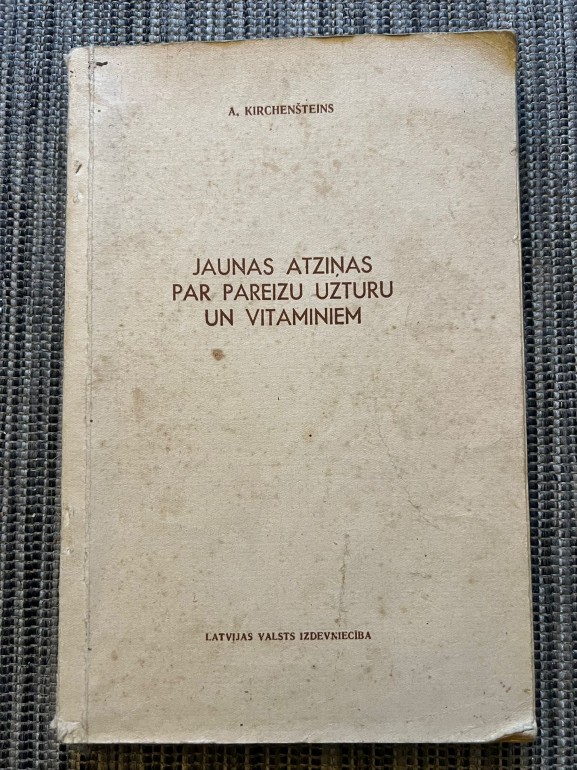 A. KIRCHENŠTEINS
JAUNAS ATZIŅAS
PAR PAREIZU UZTURU
UN VITAMINIEM
LATVIJAS VALSTS IZDEVNIECĪBA